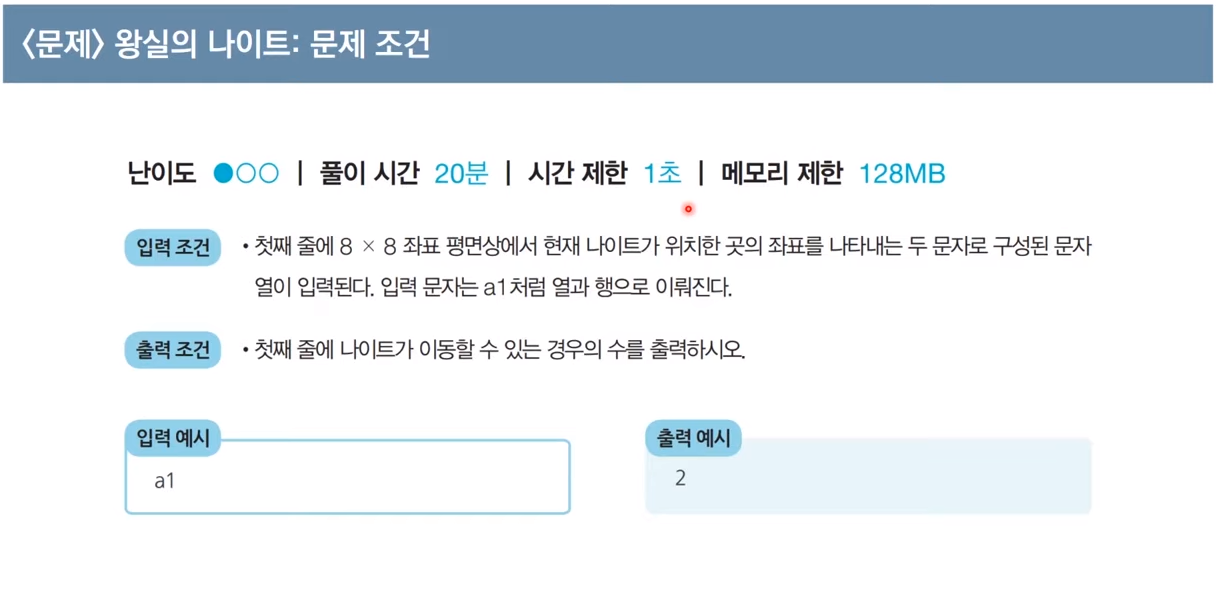 〈문제〉 왕실의 나이트: 문제 조건
난이도 ●○○ | 풀이 시간 20분 | 시간 제한 1초 | 메모리 제한 128MB
입력 조건 • 첫째 줄에 8 × 8 좌표 평면상에서 현재 나이트가 위치한 곳의 좌표를 나타내는 두 문자로 구성된 문자
열이 입력된다. 입력 문자는 a1처럼 열과 행으로 이뤄진다.
출력 조건 • 첫째 줄에 나이트가 이동할 수 있는 경우의 수를 출력하시오.
입력 예시
a1
출력 예시
2